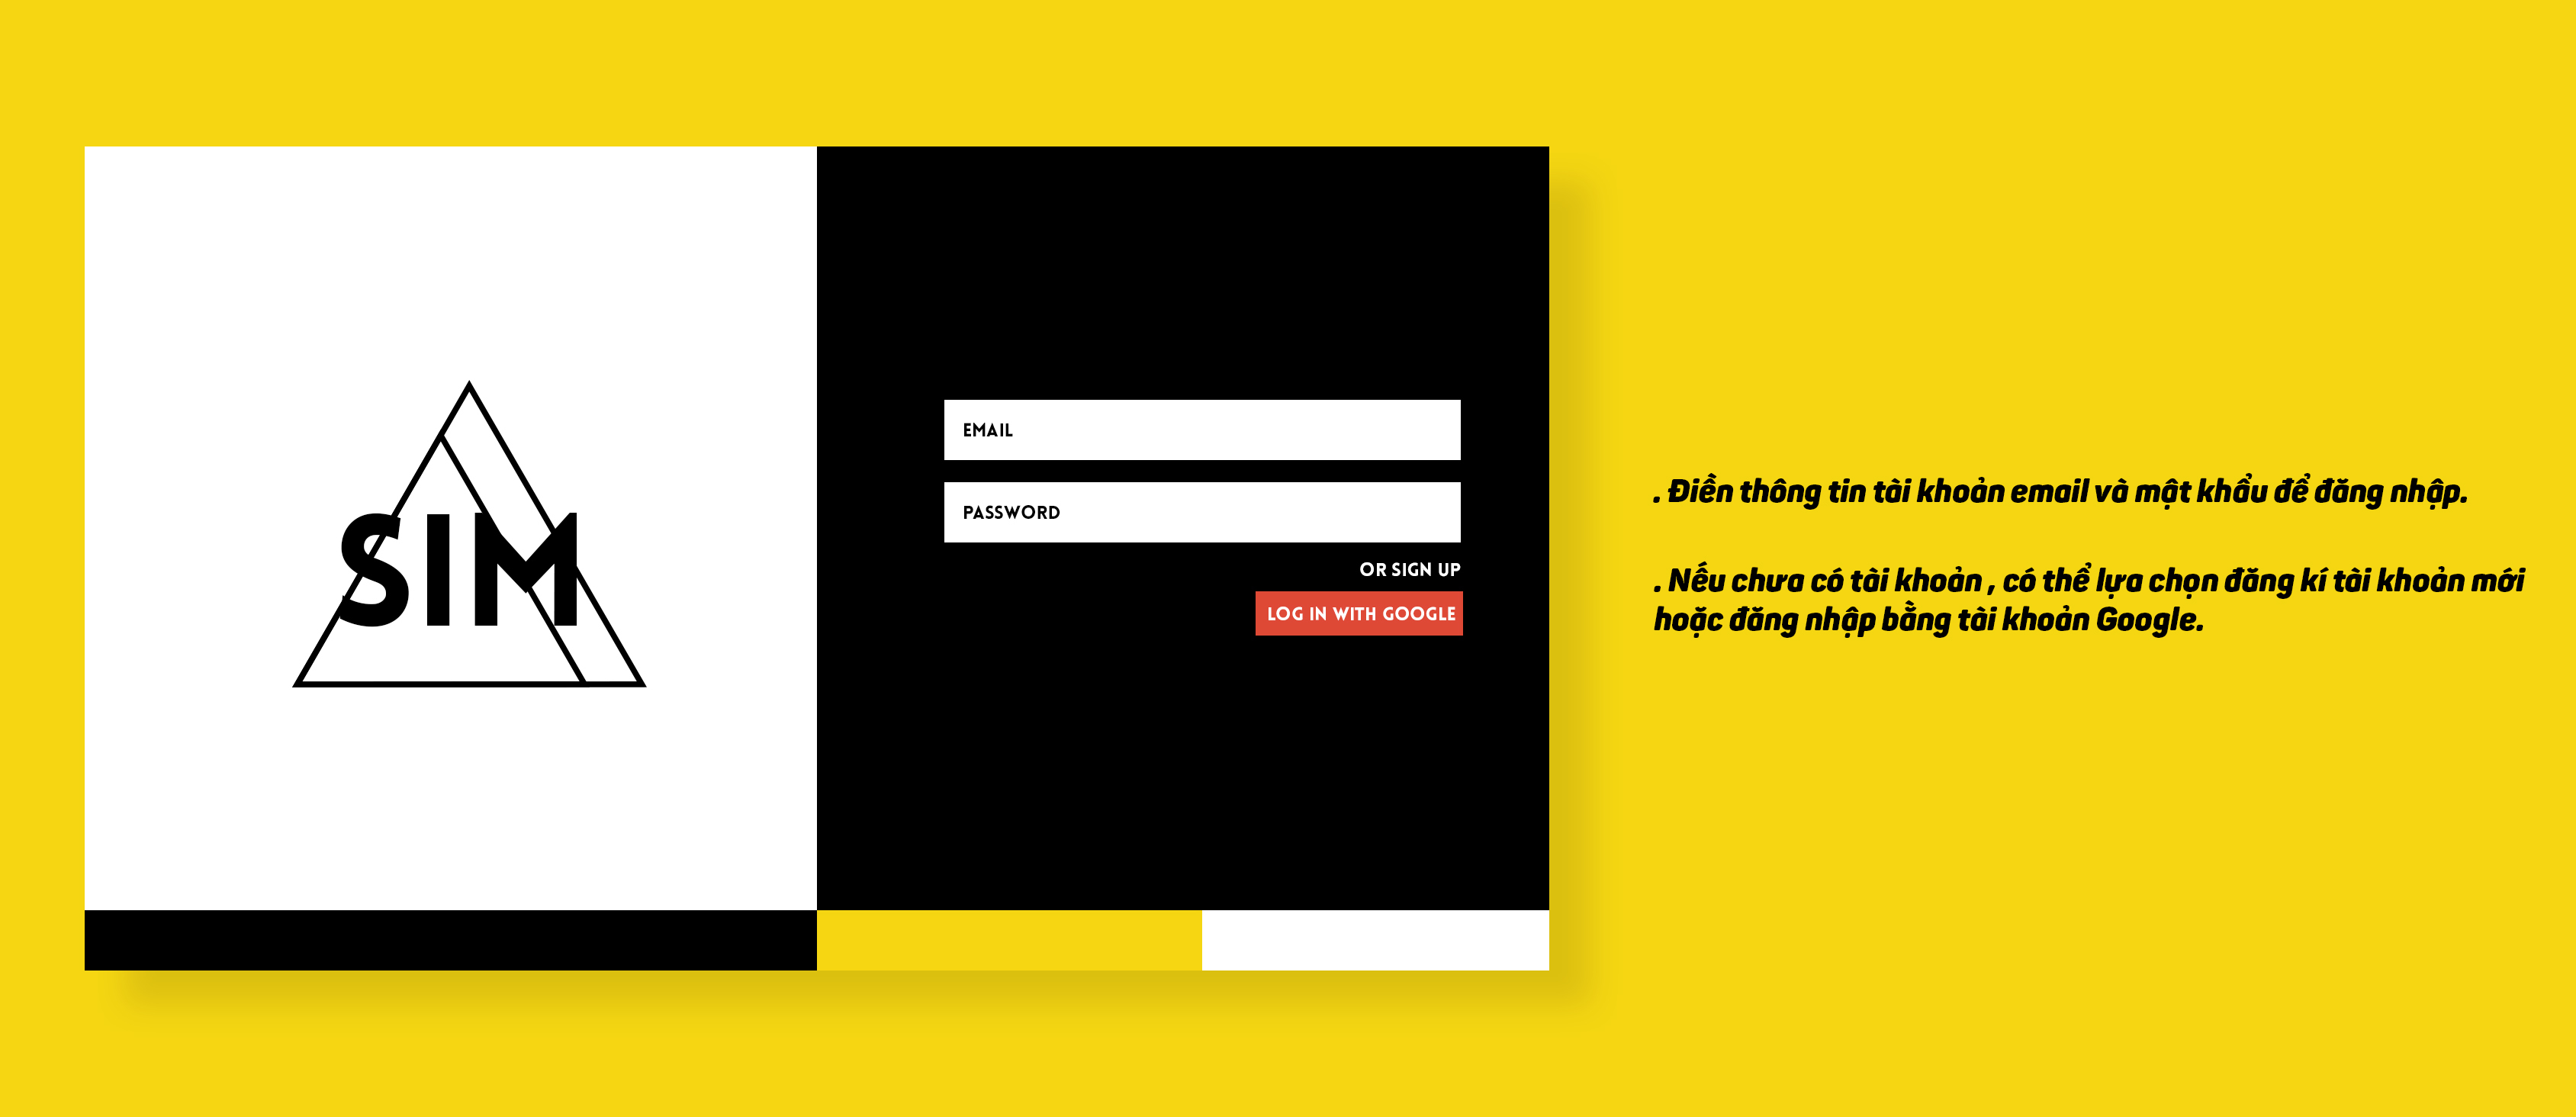 SIM
EMAIL
PASSWORD
OR SIGN UP
LOG IN WITH GOOGLE
. Điền thông tin tài khoản email và mật khẩu để đăng nhập.
. Nếu chưa có tài khoản , có thể lựa chọn đăng kí tài khoản mới
hoặc đăng nhập bằng tài khoản Google.